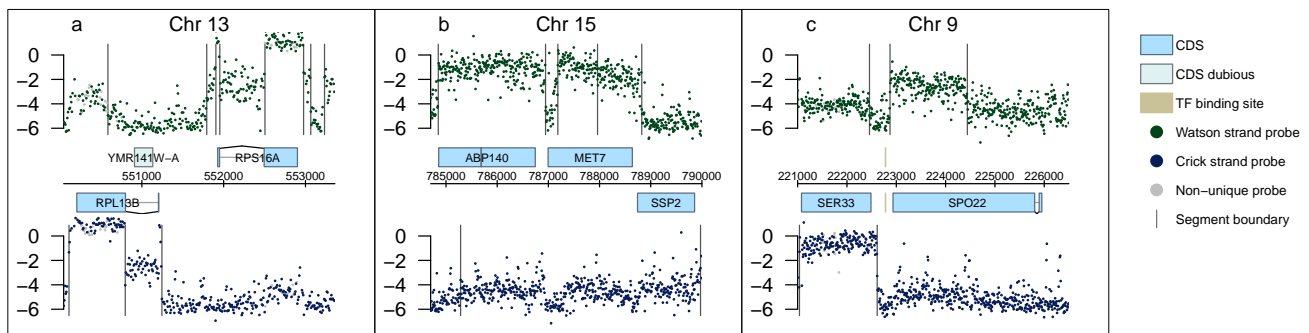 a Chr 13
0
−2
−4
−6
YMR141W−A RPS16A
551000 552000 553000
RPL13B
0
−2
−4
−6
b Chr 15
0
−2
−4
−6
ABP140 MET7
785000 786000 787000 788000 789000 790000
SSP2
0
−2
−4
−6
c Chr 9
0
−2
−4
−6
221000 222000 223000 224000 225000 226000
SER33 SPO22
0
−2
−4
−6
CDS
CDS dubious
TF binding site
Watson strand probe
Crick strand probe
Non−unique probe
Segment boundary